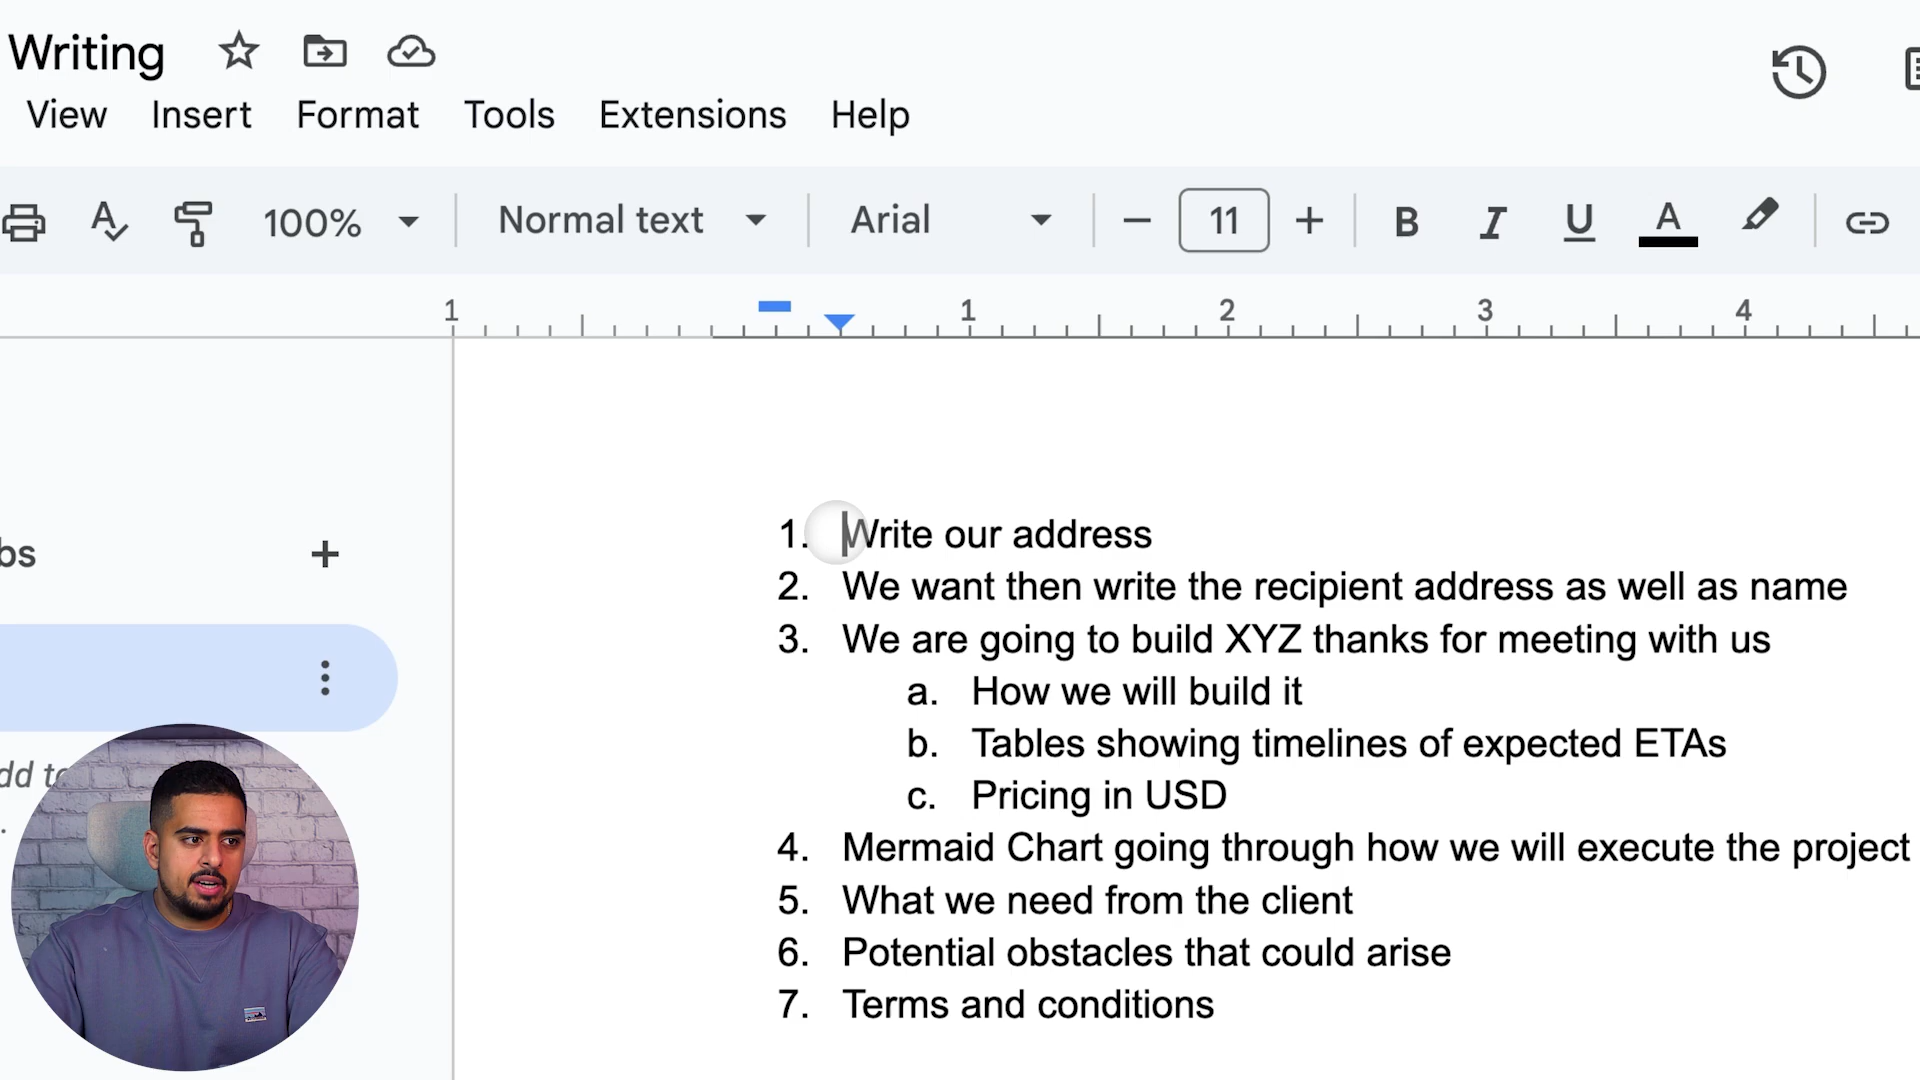 Writing
View Insert Format Tools Extensions Help
100% Normal text Arial 11 B I U A
1 1 2 3 4
bs
1. Write our address
2. We want then write the recipient address as well as name
3. We are going to build XYZ thanks for meeting with us
a. How we will build it
b. Tables showing timelines of expected ETAs
c. Pricing in USD
4. Mermaid Chart going through how we will execute the project
5. What we need from the client
6. Potential obstacles that could arise
7. Terms and conditions